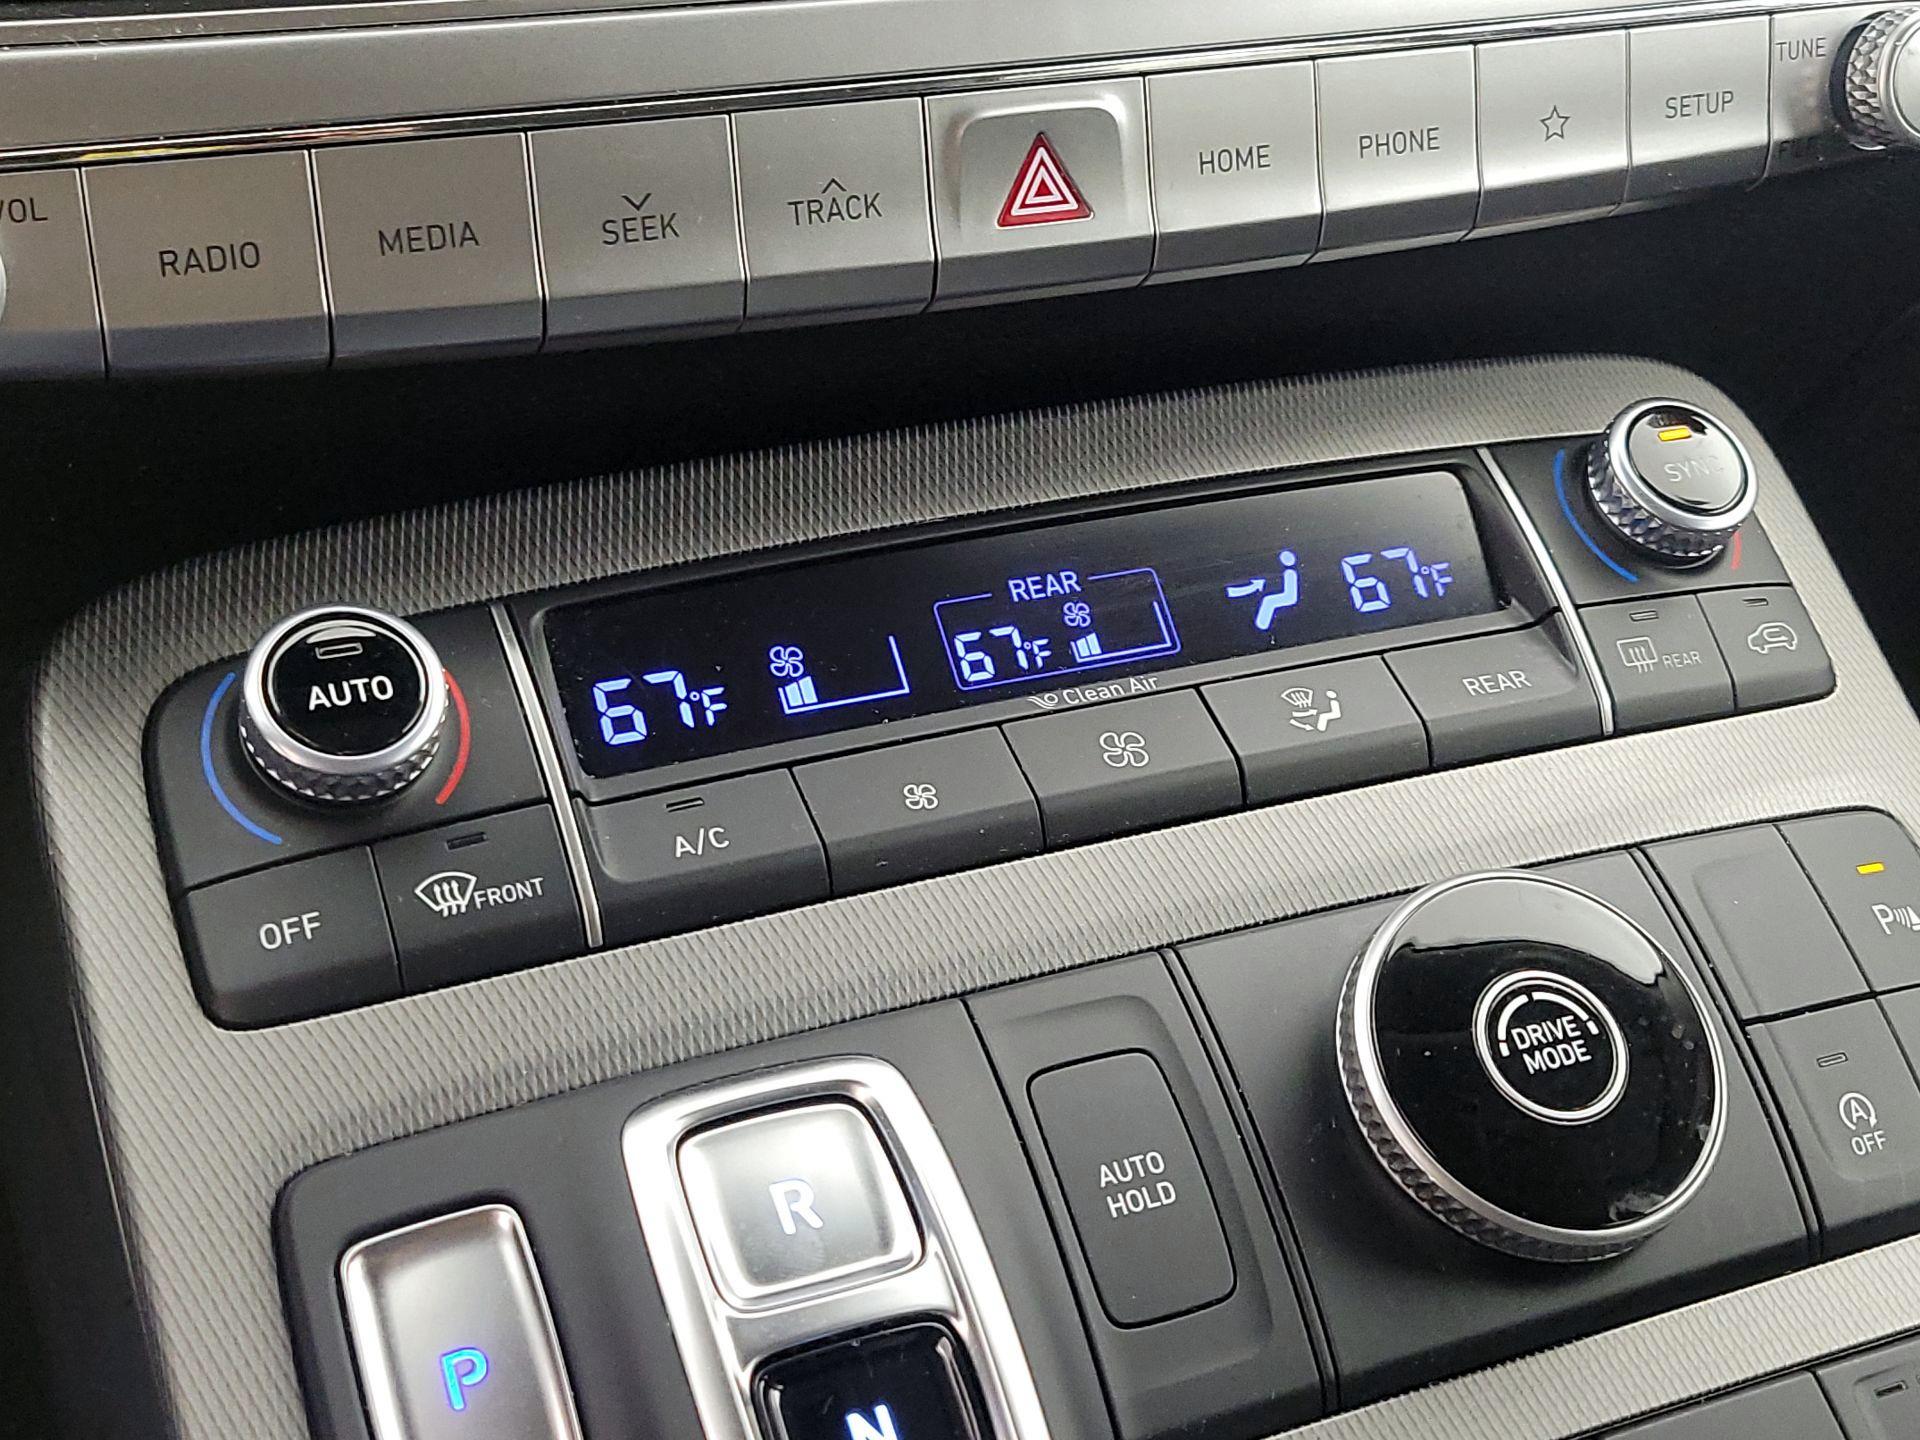 VOL
RADIO
MEDIA
SEEK
TRACK
HOME
PHONE
SETUP
TUNE
SYNC
AUTO
67°F
REAR
67°F
67°F
Clean Air
REAR
REAR
A/C
OFF
FRONT
DRIVE
MODE
P
A
OFF
AUTO
HOLD
R
P
N